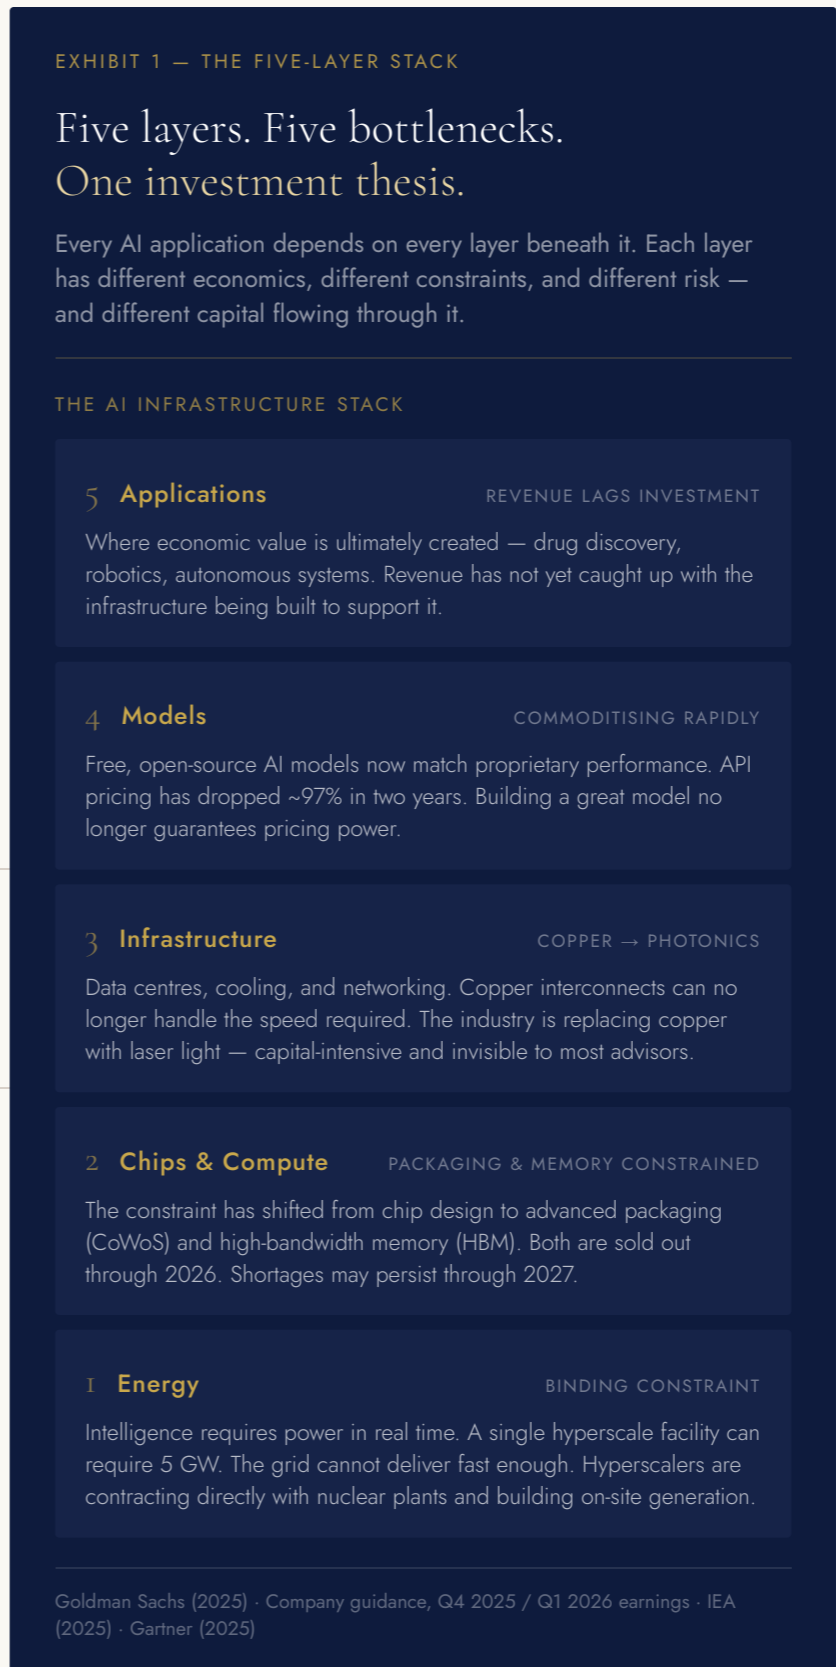 EXHIBIT 1 — THE FIVE-LAYER STACK
Five layers. Five bottlenecks.
One investment thesis.
Every AI application depends on every layer beneath it. Each layer
has different economics, different constraints, and different risk —
and different capital flowing through it.
THE AI INFRASTRUCTURE STACK
5 Applications REVENUE LAGS INVESTMENT
Where economic value is ultimately created — drug discovery,
robotics, autonomous systems. Revenue has not yet caught up with the
infrastructure being built to support it.
4 Models COMMODITISING RAPIDLY
Free, open-source AI models now match proprietary performance. API
pricing has dropped ~97% in two years. Building a great model no
longer guarantees pricing power.
3 Infrastructure COPPER → PHOTONICS
Data centres, cooling, and networking. Copper interconnects can no
longer handle the speed required. The industry is replacing copper
with laser light — capital-intensive and invisible to most advisors.
2 Chips & Compute PACKAGING & MEMORY CONSTRAINED
The constraint has shifted from chip design to advanced packaging
(CoWoS) and high-bandwidth memory (HBM). Both are sold out
through 2026. Shortages may persist through 2027.
1 Energy BINDING CONSTRAINT
Intelligence requires power in real time. A single hyperscale facility can
require 5 GW. The grid cannot deliver fast enough. Hyperscalers are
contracting directly with nuclear plants and building on-site generation.
Goldman Sachs (2025) · Company guidance, Q4 2025 / Q1 2026 earnings · IEA
(2025) · Gartner (2025)